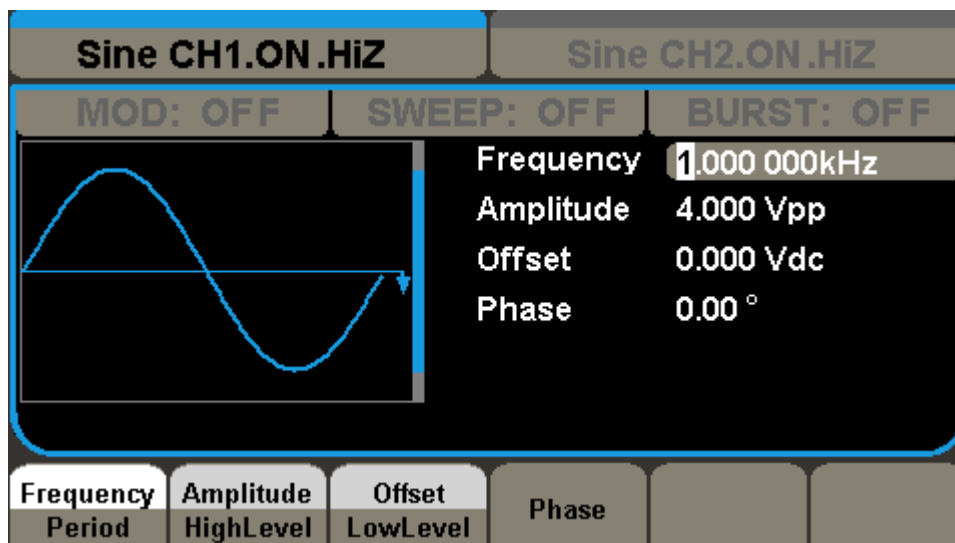 Sine CH1.ON.HiZ
Sine CH2.ON.HiZ
MOD: OFF
SWEEP: OFF
BURST: OFF
Frequency 1.000 000kHz
Amplitude 4.000 Vpp
Offset 0.000 Vdc
Phase 0.00 °
Frequency
Period
Amplitude
HighLevel
Offset
LowLevel
Phase